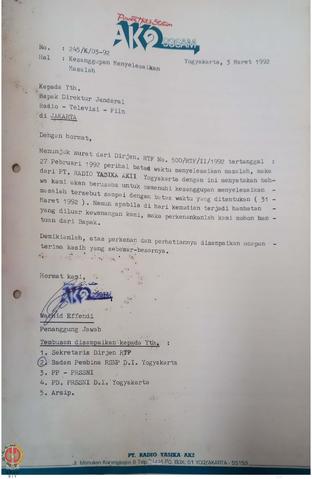 AK2 SSSAM
No. : 245/K/03-92
Hal : Kesanggupan Menyelesaikan Yogyakarta, 3 Maret 1992
Masalah
Kepada Yth.
Bapak Direktur Jenderal
Radio - Televisi - Film
di JAKARTA
Dengan hormat,
Menunjuk surat dari Dirjen, RTF No. 500/RTF/II/1992 tertanggal :
27 Pebruari 1992 perihal batas waktu menyelesaikan masalah, maka
dari PT. RADIO YASIKA AKII Yogyakarta dengan ini menyatakan bah-
wa kami akan berusaha untuk memenuhi kesanggupan menyelesaikan -
masalah tersebut sampai dengan batas waktu yang ditentukan ( 31-
Maret 1992 ). Namun apabila di hari kemudian terjadi hambatan -
yang diluar kewenangan kami, maka perkenankanlah kami mohon ban-
tuan dari Bapak.
Demikianlah, atas perkenan dan perhatiannya disampaikan ucapan -
terima kasih yang sebesar-besarnya.
Hormat kami,
AK2 SSSAM
Effendi
Penanggung Jawab
Tembusan disampaikan kepada Yth. :
1. Sekretaris Dirjen RTF
2. Badan Pembina RSNP D.I. Yogyakarta
3. PP - PRSSNI
4. PD. PRSSNI D.I. Yogyakarta
5. Arsip.
PT. RADIO YASIKA AKI
YOGYAKARTA